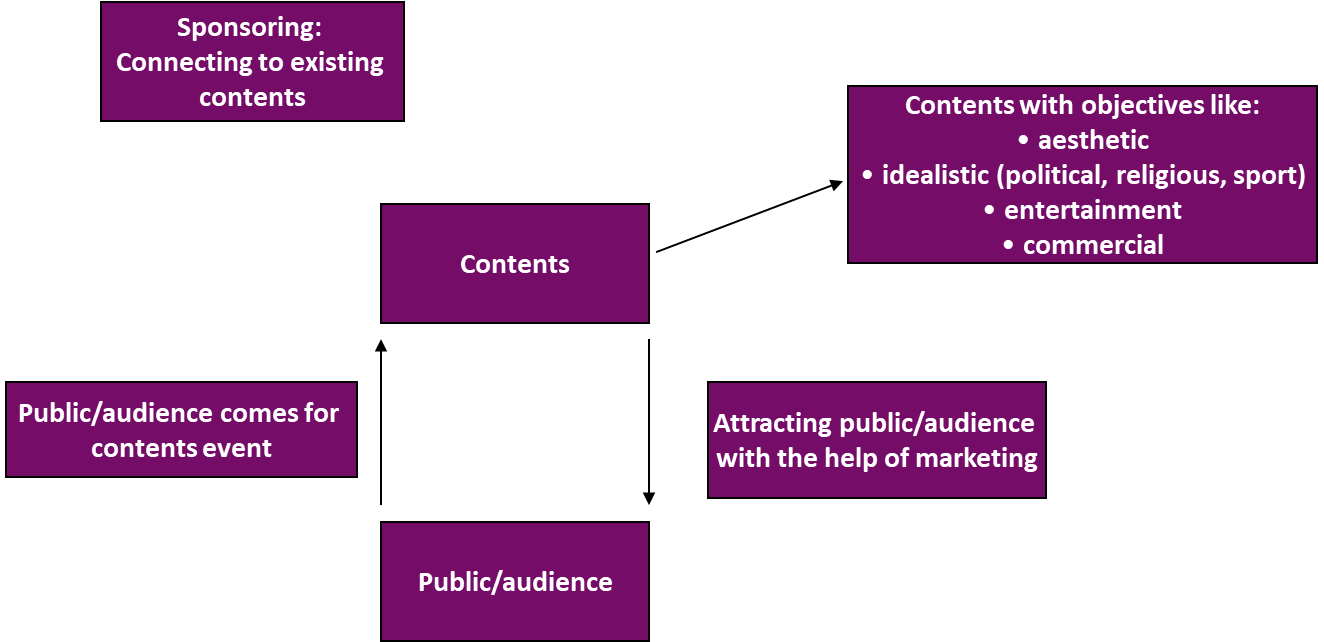 Sponsoring:
Connecting to existing
contents
Contents with objectives like:
• aesthetic
• idealistic (political, religious, sport)
• entertainment
• commercial
Contents
Public/audience comes for
contents event
Attracting public/audience
with the help of marketing
Public/audience